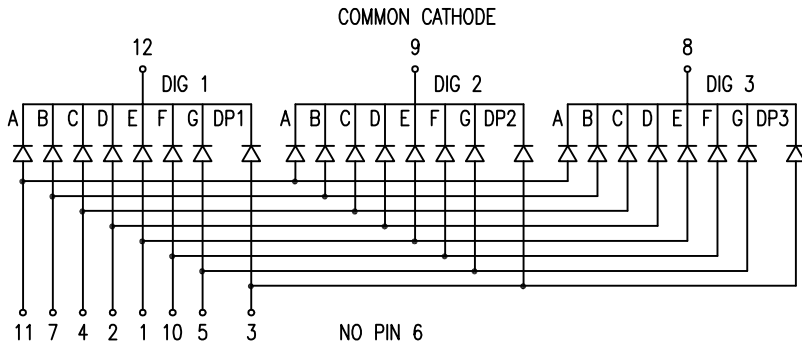 COMMON CATHODE
12 9 8
DIG 1 DIG 2 DIG 3
A B C D E F G DP1 A B C D E F G DP2 A B C D E F G DP3
11 7 4 2 1 10 5 3 NO PIN 6